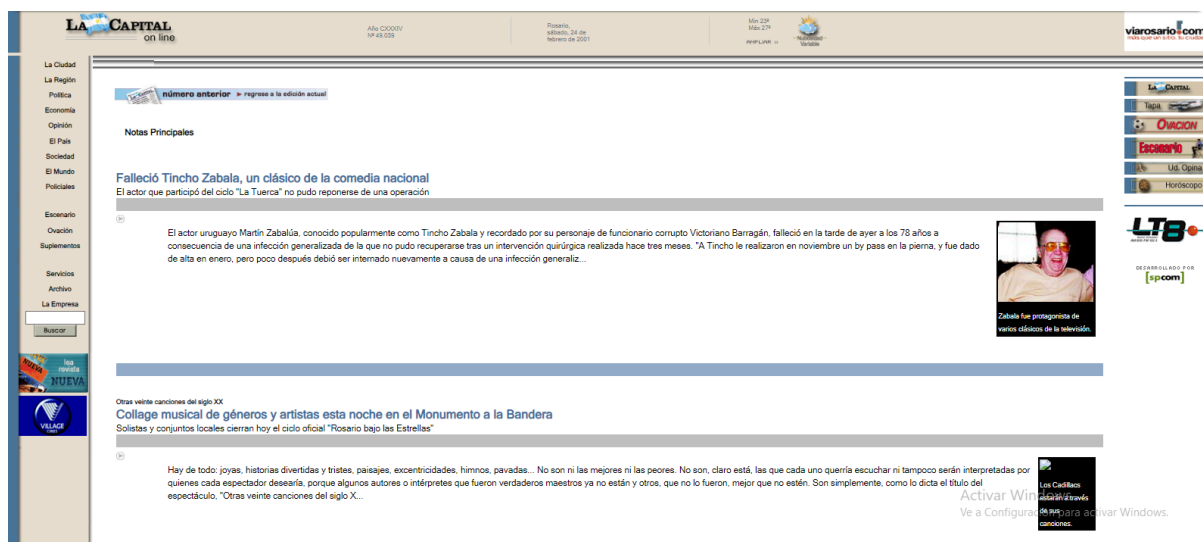 LA CAPITAL
on line
Año CXXXIV
Nº 49.039
Rosario,
sábado, 24 de
febrero de 2001
Min 22º
Máx 27º
AMPLIAR
Nubosidad
Variable
viarosario.com
más que un sitio, tu ciudad
La Ciudad
La Región
Política
Economía
Opinión
El País
Sociedad
El Mundo
Policiales
Escenario
Ovación
Suplementos
Servicios
Archivo
La Empresa
Buscar
NUEVA
lea
revista
NUEVA
VILLAGE
CINES
número anterior regrese a la edición actual
Notas Principales
Falleció Tincho Zabala, un clásico de la comedia nacional
El actor que participó del ciclo "La Tuerca" no pudo reponerse de una operación
El actor uruguayo Martín Zabalúa, conocido popularmente como Tincho Zabala y recordado por su personaje de funcionario corrupto Victoriano Barragán, falleció en la tarde de ayer a los 78 años a
consecuencia de una infección generalizada de la que no pudo recuperarse tras un intervención quirúrgica realizada hace tres meses. "A Tincho le realizaron en noviembre un by pass en la pierna, y fue dado
de alta en enero, pero poco después debió ser internado nuevamente a causa de una infección generaliz...
Zabala fue protagonista de
varios clásicos de la televisión.
Otras veinte canciones del siglo XX
Collage musical de géneros y artistas esta noche en el Monumento a la Bandera
Solistas y conjuntos locales cierran hoy el ciclo oficial "Rosario bajo las Estrellas"
Hay de todo: joyas, historias divertidas y tristes, paisajes, excentricidades, himnos, pavadas... No son ni las mejores ni las peores. No son, claro está, las que cada uno querría escuchar ni tampoco serán interpretadas por
quienes cada espectador desearía, porque algunos autores o intérpretes que fueron verdaderos maestros ya no están y otros, que no lo fueron, mejor que no estén. Son simplemente, como lo dicta el título del
espectáculo, "Otras veinte canciones del siglo X...
Los Cadillacs
estarán a través
de sus
canciones.
LA CAPITAL
Tapa
OVACION
Escenario
Ud. Opina
Horóscopo
LT8
DESARROLLADO POR
[spcom]
Activar Windows
Ve a Configuración para activar Windows.